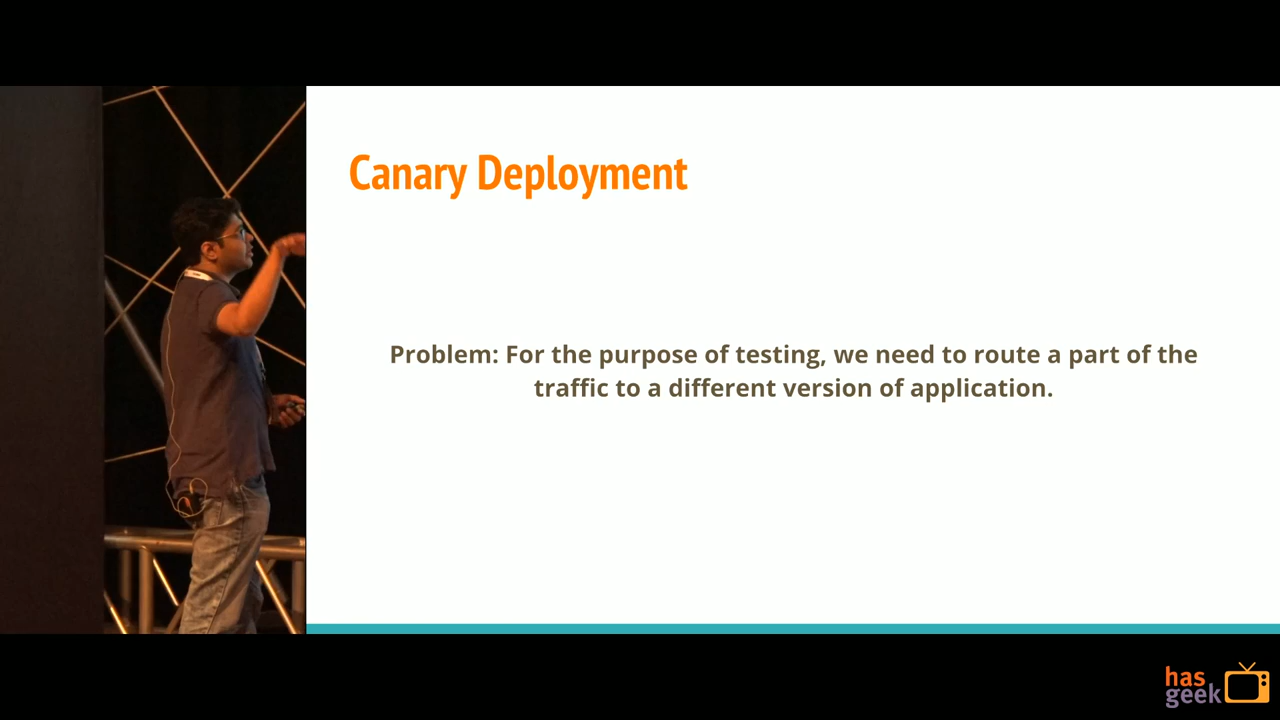 Canary Deployment
Problem: For the purpose of testing, we need to route a part of the
traffic to a different version of application.
has
geek